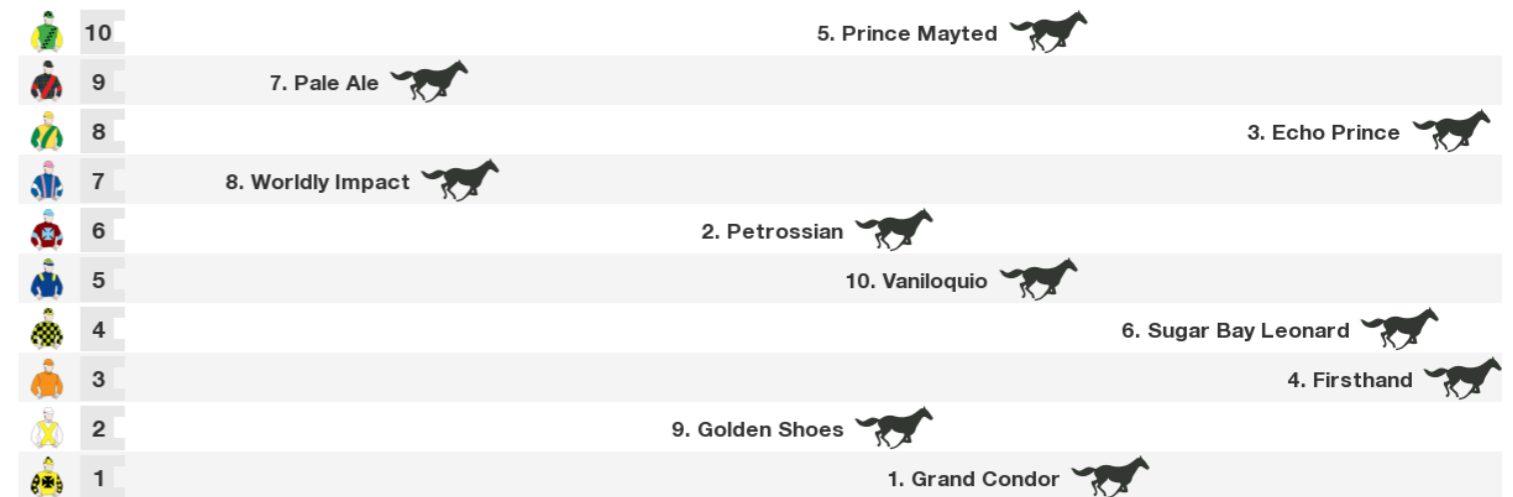 10 5. Prince Mayted
9 7. Pale Ale
8 3. Echo Prince
7 8. Worldly Impact
6 2. Petrossian
5 10. Vaniloquio
4 6. Sugar Bay Leonard
3 4. Firsthand
2 9. Golden Shoes
1 1. Grand Condor